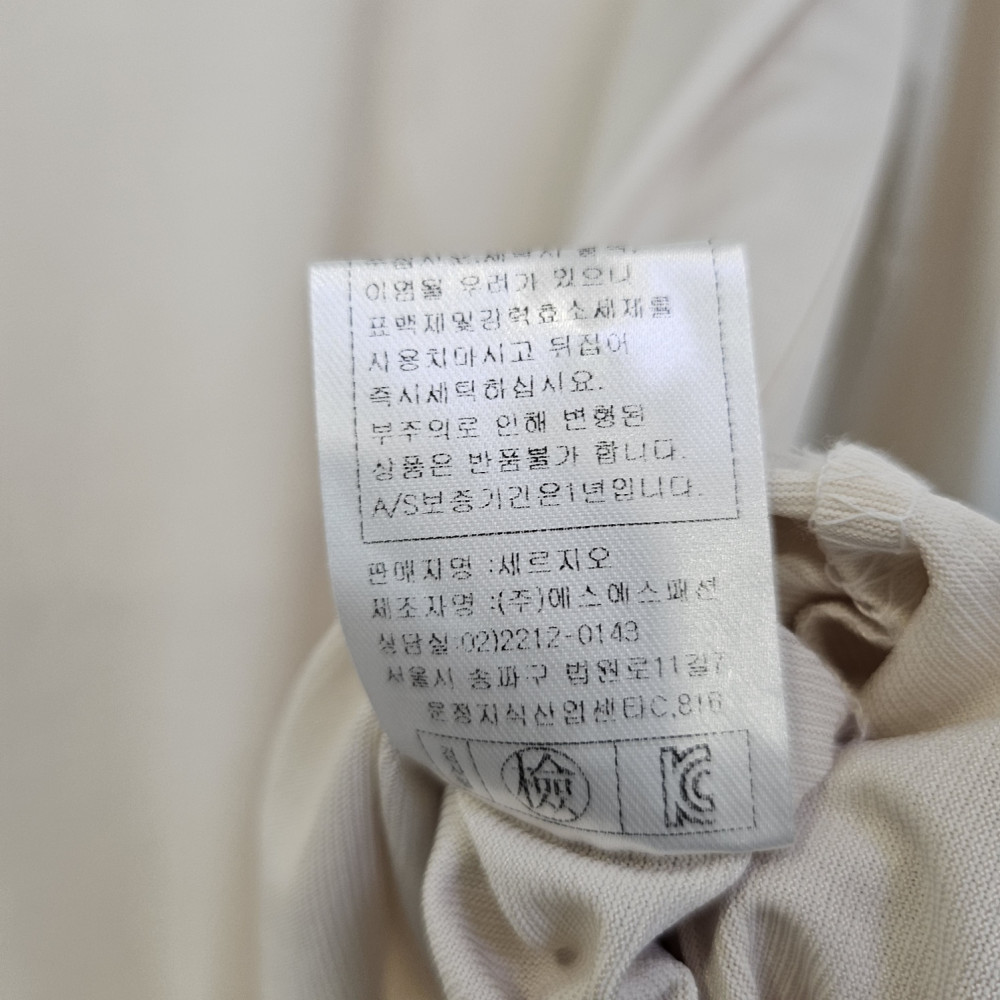 이염될 우려가 있으니
표백제및강력효소세제를
사용치마시고 뒤집어
즉시세탁하십시요.
부주의로 인해 변형된
상품은 반품불가 합니다.
A/S보증기간은1년입니다.
판매자명 :세르지오
제조자명 :(주)에스에스패션
상담실:02)2212-0143
서울시 송파구 법원로11길7
문정지식산업센타C,816
檢